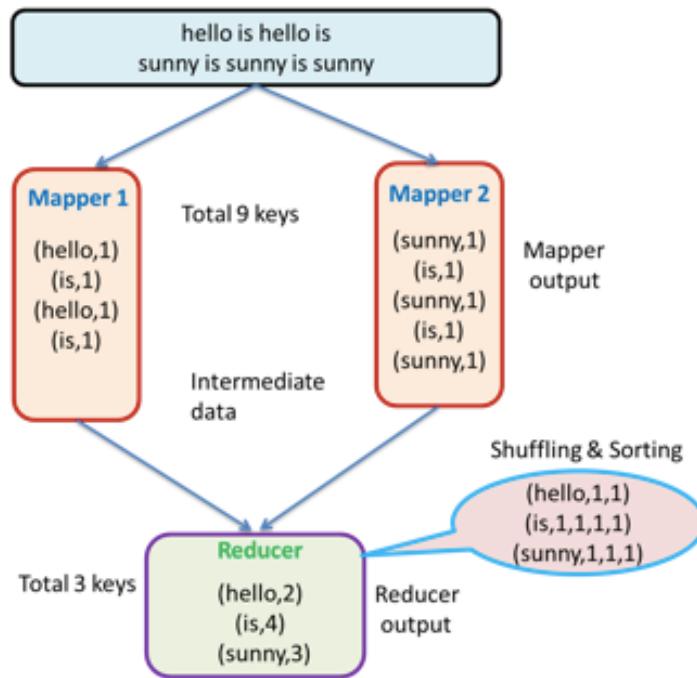 hello is hello is
sunny is sunny is sunny
Mapper 1
(hello,1)
(is,1)
(hello,1)
(is,1)
Total 9 keys
Mapper 2
(sunny,1)
(is,1)
(sunny,1)
(is,1)
(sunny,1)
Mapper
output
Intermediate
data
Shuffling & Sorting
(hello,1,1)
(is,1,1,1,1)
(sunny,1,1,1)
Total 3 keys
Reducer
(hello,2)
(is,4)
(sunny,3)
Reducer
output